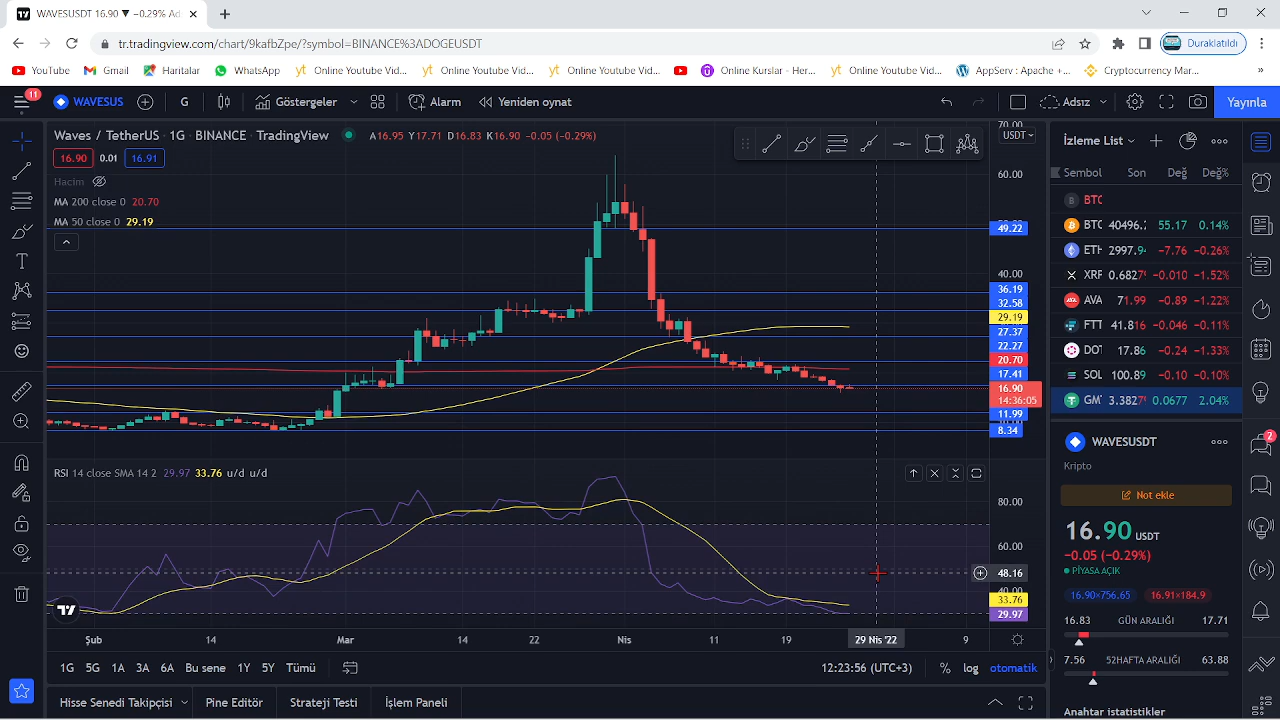 WAVESUSDT 16.90 ▼ −0.29% Ad
tr.tradingview.com/chart/9kafbZpe/?symbol=BINANCE%3ADOGEUSDT
Duraklatıldı
YouTube Gmail Haritalar WhatsApp Online Youtube Vid... Online Youtube Vid... Online Youtube Vid... Online Kurslar - Her... Online Youtube Vid... AppServ : Apache +... Cryptocurrency Mar... »
11 WAVESUS G Göstergeler Alarm Yeniden oynat Adsız Yayınla
Waves / TetherUS · 1G · BINANCE · TradingView A16.95 Y17.71 D16.83 K16.90 -0.05 (-0.29%)
16.90 0.01 16.91
Hacim
MA 200 close 0 20.70
MA 50 close 0 29.19
70.00
USDT
60.00
49.22
40.00
36.19
32.58
29.19
27.37
22.27
20.70
17.41
16.90
14:36:05
11.99
8.34
RSI 14 close SMA 14 2 29.97 33.76 u/d u/d
80.00
60.00
48.16
40.00
33.76
29.97
Şub 14 Mar 14 22 Nis 11 19 29 Nis '22 9
1G 5G 1A 3A 6A Bu sene 1Y 5Y Tümü 12:23:56 (UTC+3) % log otomatik
Hisse Senedi Takipçisi Pine Editör Strateji Testi İşlem Paneli
İzleme List
Sembol Son Değ Değ%
BTC
BTC 40496.2 55.17 0.14%
ETH 2997.94 -7.76 -0.26%
XRP 0.6827 -0.010 -1.52%
AVA 71.99 -0.89 -1.22%
FTT 41.816 -0.046 -0.11%
DOT 17.86 -0.24 -1.33%
SOL 100.89 -0.10 -0.10%
GMT 3.3827 0.0677 2.04%
WAVESUSDT
Kripto
Not ekle
16.90 USDT
-0.05 (-0.29%)
PİYASA AÇIK
16.90×756.65 16.91×184.9
16.83 GÜN ARALIĞI 17.71
7.56 52HAFTA ARALIĞI 63.88
Anahtar istatistikler
2